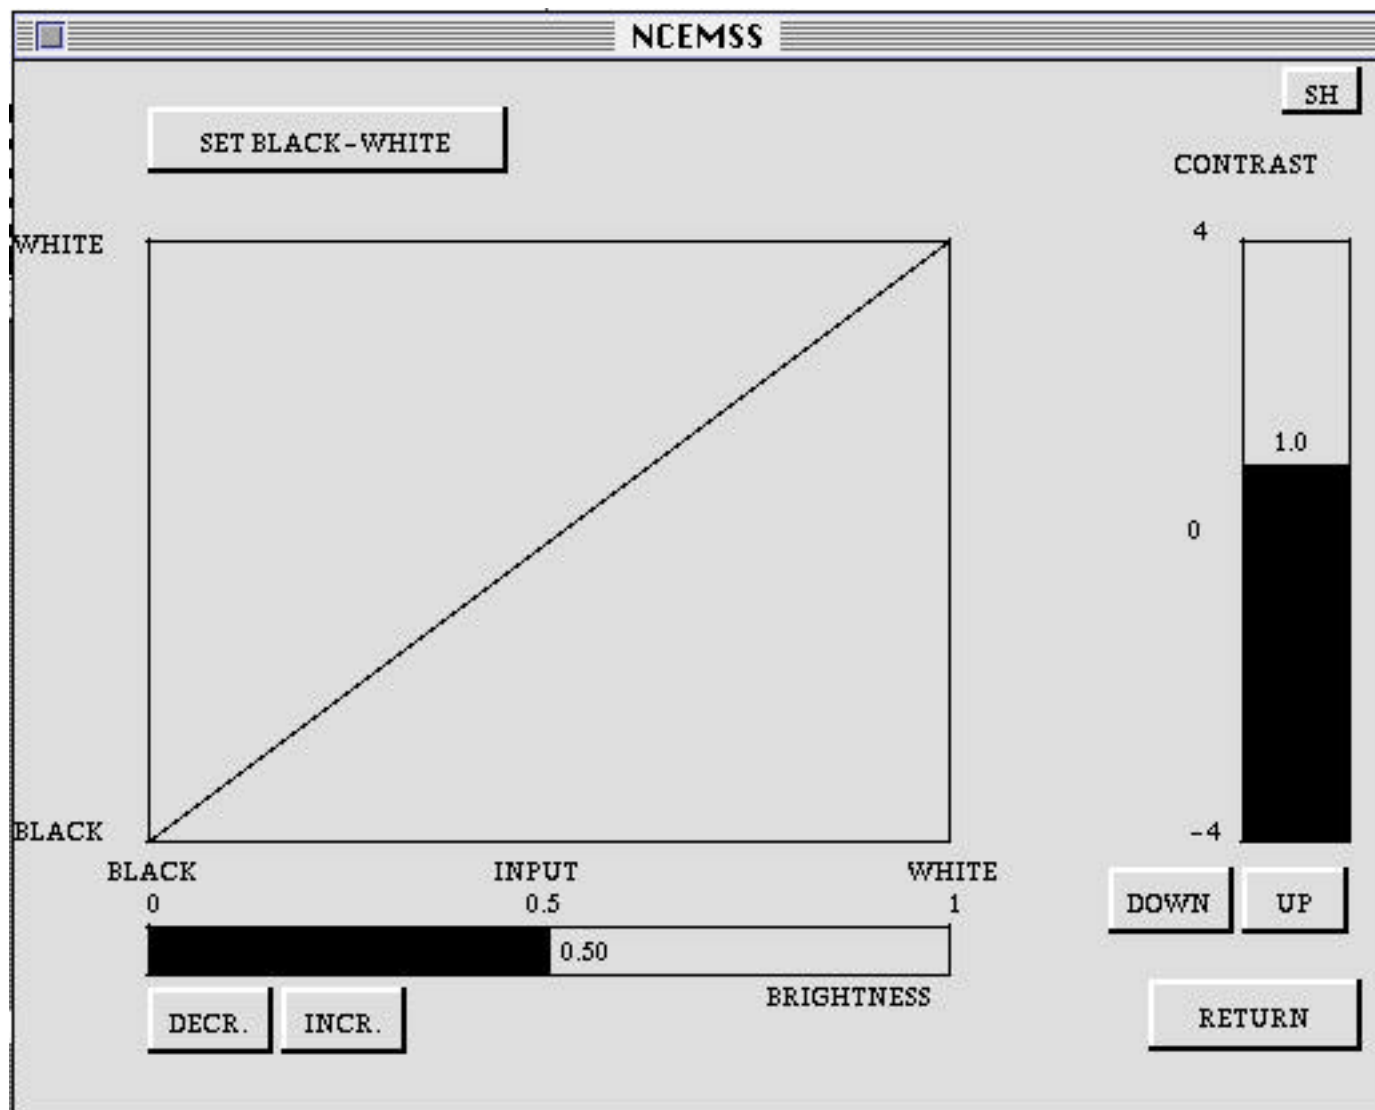 NCEMSS
SH
SET BLACK-WHITE
CONTRAST
WHITE
4
1.0
0
BLACK
-4
BLACK INPUT WHITE
0 0.5 1
DOWN UP
0.50
BRIGHTNESS
DECR. INCR.
RETURN